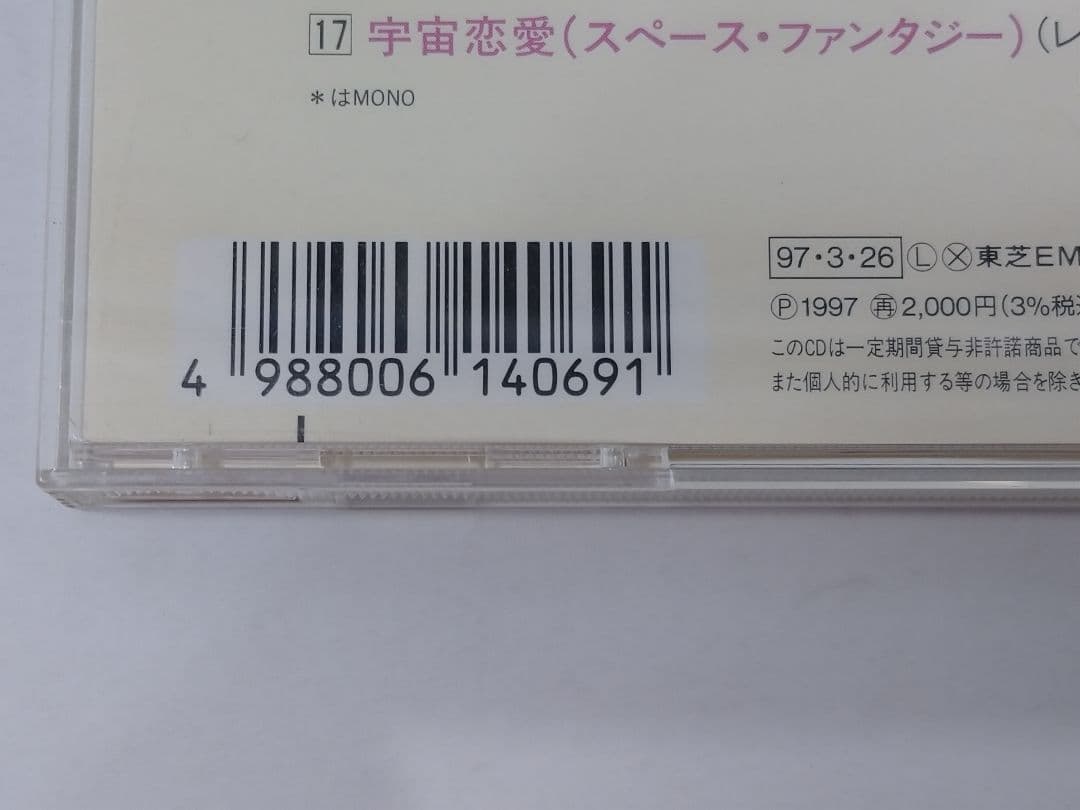 17 宇宙恋愛(スペース・ファンタジー)(レ
*はMONO
97・3・26 Ⓛ Ⓧ 東芝EM
Ⓟ1997 ㊞2,000円(3%税
このCDは一定期間貸与非許諾商品で
また個人的に利用する等の場合を除き
4 988006 140691